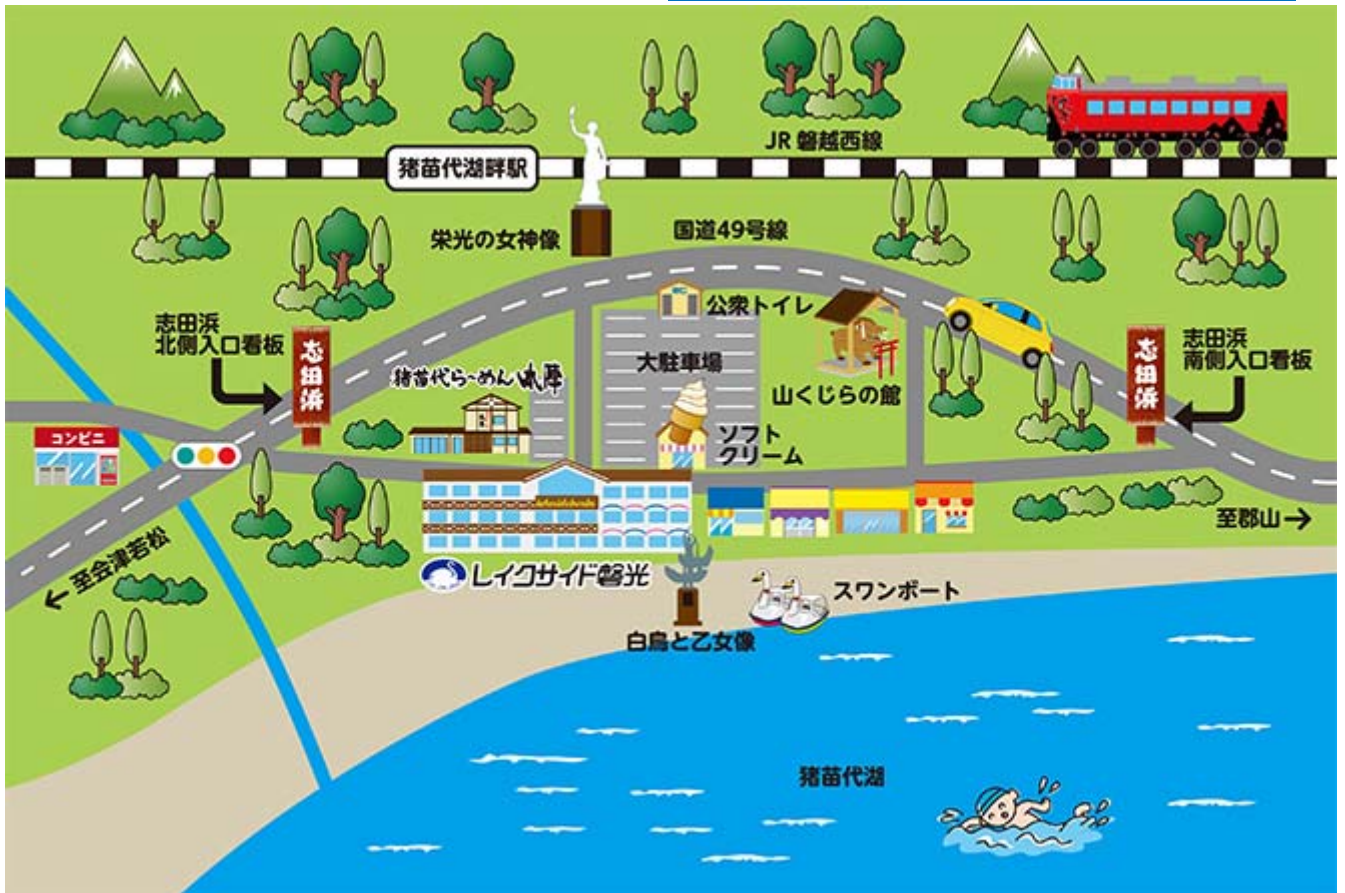 JR 磐越西線
猪苗代湖畔駅
栄光の女神像
国道49号線
公衆トイレ
志田浜
北側入口看板
志田浜
大駐車場
山くじらの館
志田浜
南側入口看板
志田浜
猪苗代らーめん 本陣
ソフト
クリーム
コンビニ
至郡山→
←至会津若松
レイクサイド磐光
スワンボート
白鳥と乙女像
猪苗代湖